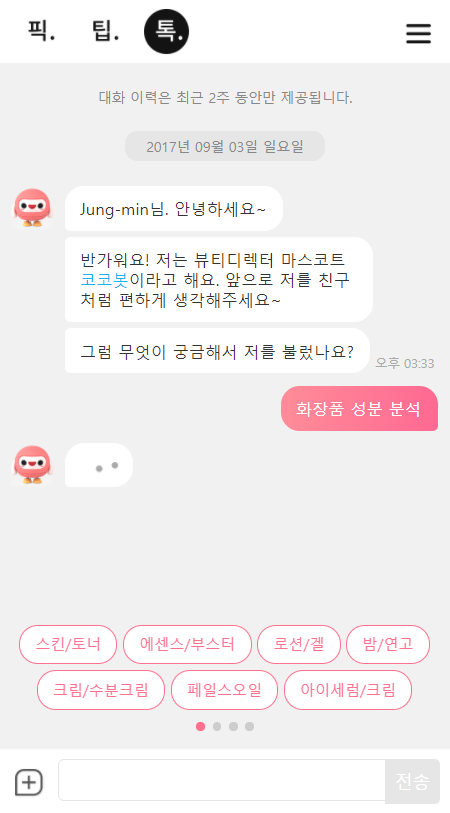 픽. 팁. 톡.
대화 이력은 최근 2주 동안만 제공됩니다.
2017년 09월 03일 일요일
Jung-min님. 안녕하세요~
반가워요! 저는 뷰티디렉터 마스코트
코코봇이라고 해요. 앞으로 저를 친구
처럼 편하게 생각해주세요~
그럼 무엇이 궁금해서 저를 불렀나요?
오후 03:33
화장품 성분 분석
스킨/토너 에센스/부스터 로션/겔 밤/연고
크림/수분크림 페일스오일 아이세럼/크림
전송